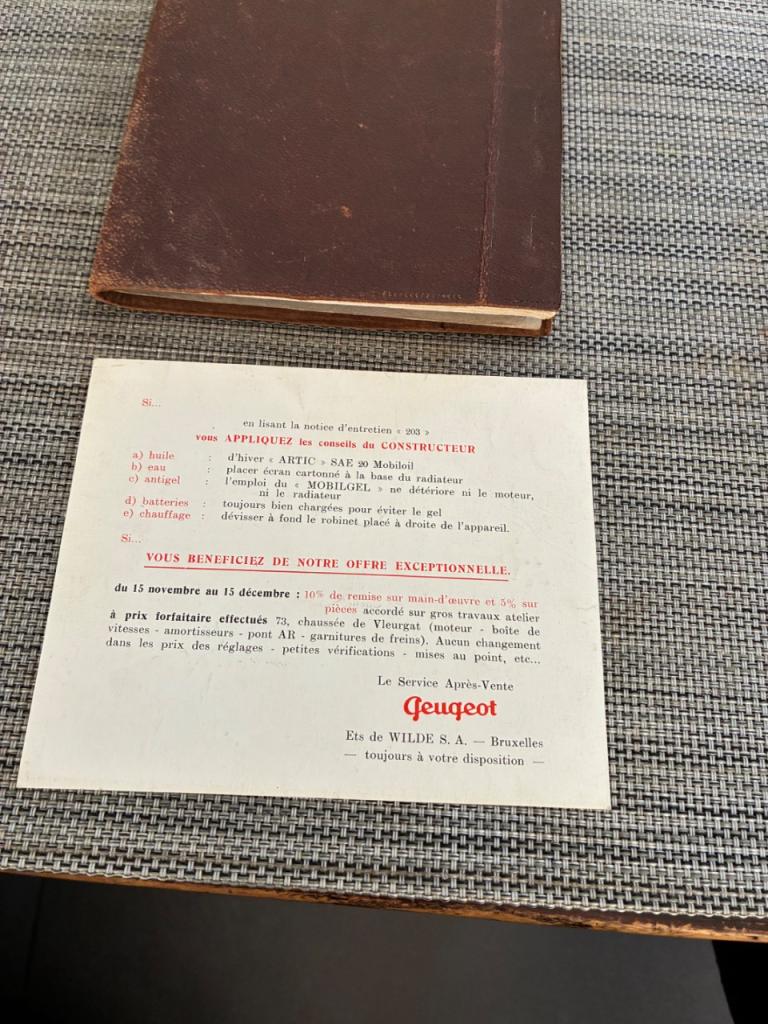 Si...
en lisant la notice d'entretien « 203 »
vous APPLIQUEZ les conseils du CONSTRUCTEUR
a) huile : d'hiver « ARTIC » SAE 20 Mobiloil
b) eau : placer écran cartonné à la base du radiateur
c) antigel : l'emploi du « MOBILGEL » ne détériore ni le moteur,
ni le radiateur
d) batteries : toujours bien chargées pour éviter le gel
e) chauffage : dévisser à fond le robinet placé à droite de l'appareil.
Si...
VOUS BENEFICIEZ DE NOTRE OFFRE EXCEPTIONNELLE.
du 15 novembre au 15 décembre : 10% de remise sur main-d'œuvre et 5% sur
pièces accordé sur gros travaux atelier
à prix forfaitaire effectués 73, chaussée de Vleurgat (moteur - boîte de
vitesses - amortisseurs - pont AR - garnitures de freins). Aucun changement
dans les prix des réglages - petites vérifications - mises au point, etc...
Le Service Après-Vente
Peugeot
Ets de WILDE S. A. — Bruxelles
— toujours à votre disposition —